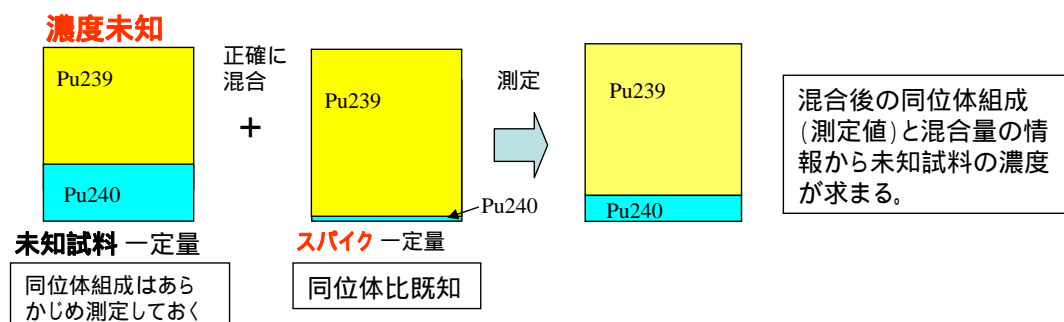 濃度未知
Pu239
Pu240
未知試料 一定量
同位体組成はあら
かじめ測定しておく
正確に
混合
+
Pu239
Pu240
スパイク 一定量
同位体比既知
測定
Pu239
Pu240
混合後の同位体組成
(測定値)と混合量の情
報から未知試料の濃度
が求まる。